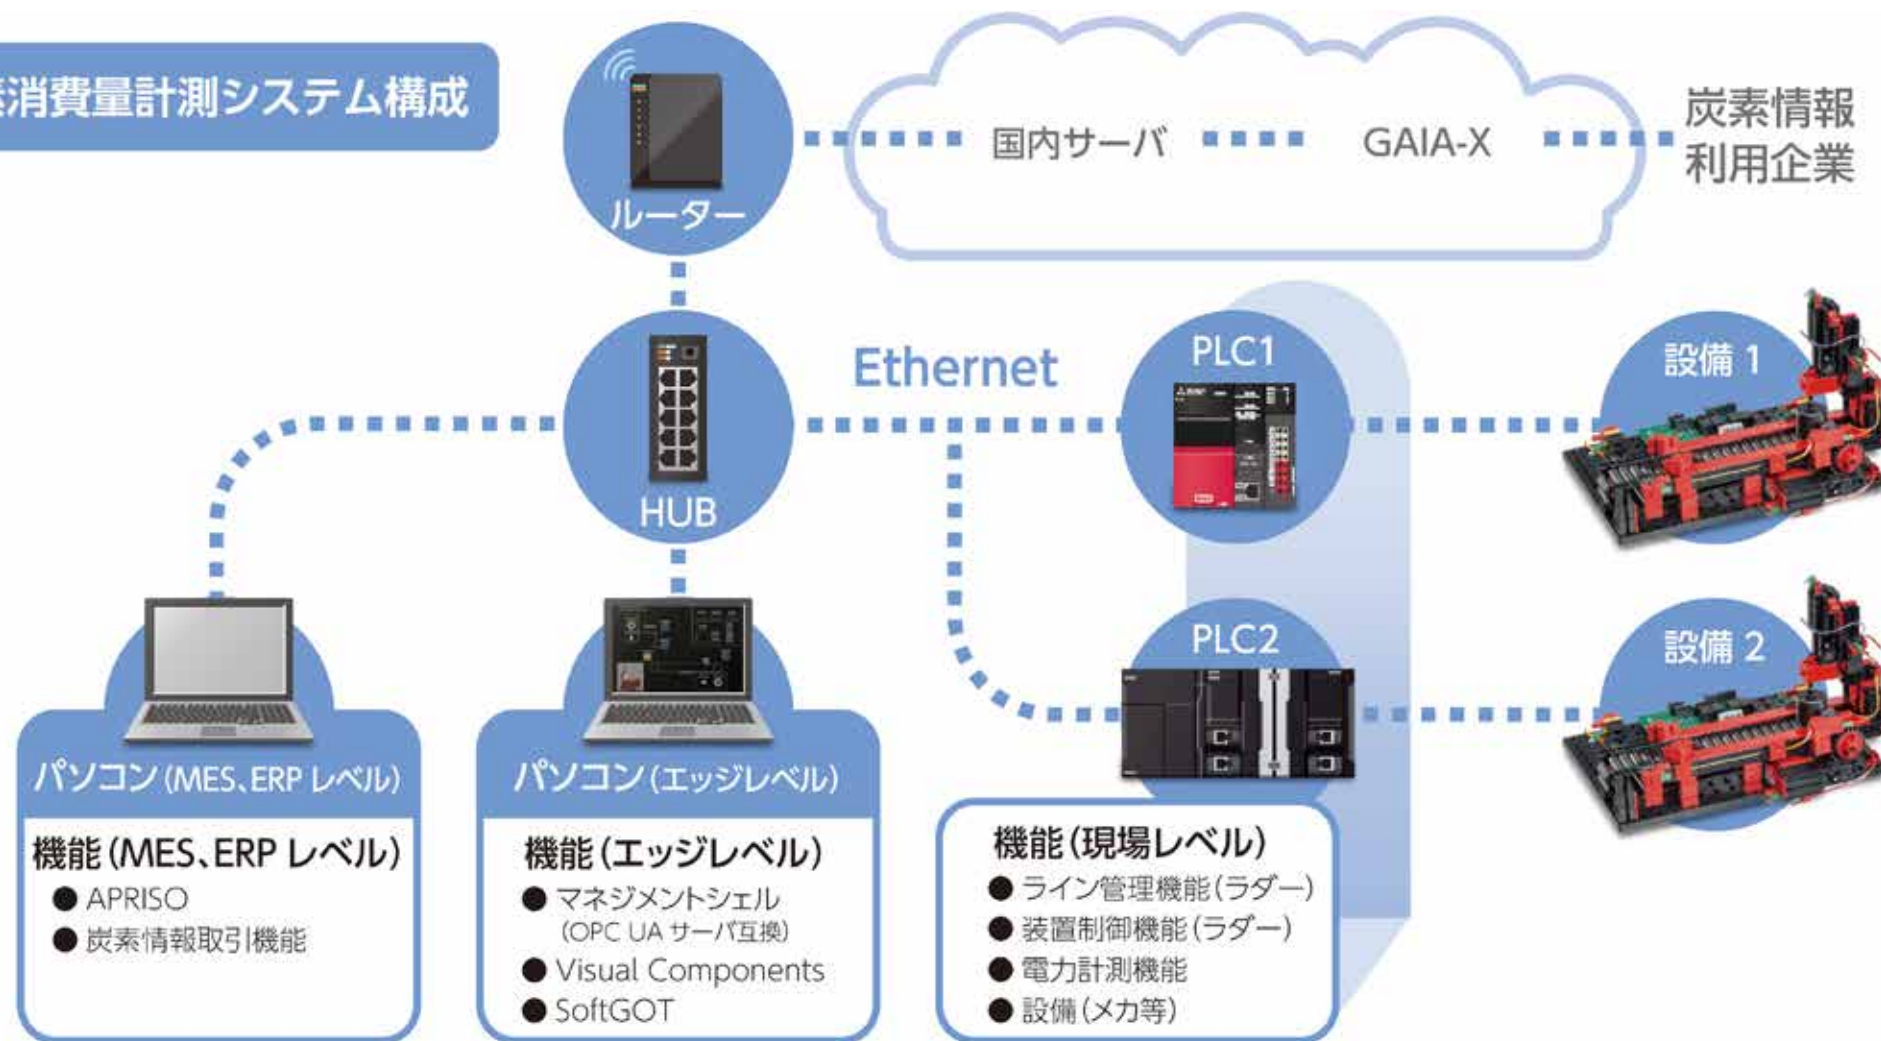 消費量計測システム構成
ルーター
国内サーバ
GAIA-X
炭素情報
利用企業
HUB
Ethernet
PLC1
設備 1
PLC2
設備 2
パソコン(MES、ERP レベル)
機能(MES、ERP レベル)
● APRISO
● 炭素情報取引機能
パソコン(エッジレベル)
機能(エッジレベル)
● マネジメントシェル
(OPC UA サーバ互換)
● Visual Components
● SoftGOT
機能(現場レベル)
● ライン管理機能(ラダー)
● 装置制御機能(ラダー)
● 電力計測機能
● 設備(メカ等)